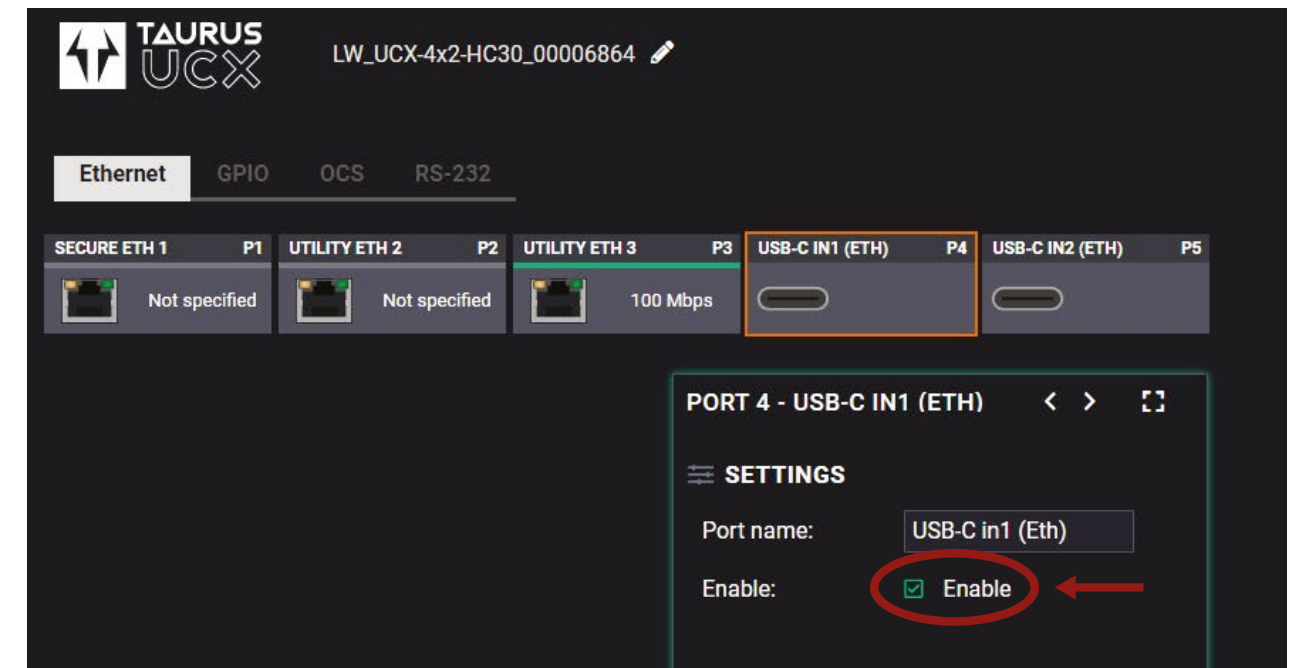 TAURUS
UCX
LW_UCX-4x2-HC30_00006864
Ethernet GPIO OCS RS-232
SECURE ETH 1 P1 UTILITY ETH 2 P2 UTILITY ETH 3 P3 USB-C IN1 (ETH) P4 USB-C IN2 (ETH) P5
Not specified Not specified 100 Mbps
PORT 4 - USB-C IN1 (ETH)
SETTINGS
Port name: USB-C in1 (Eth)
Enable: Enable